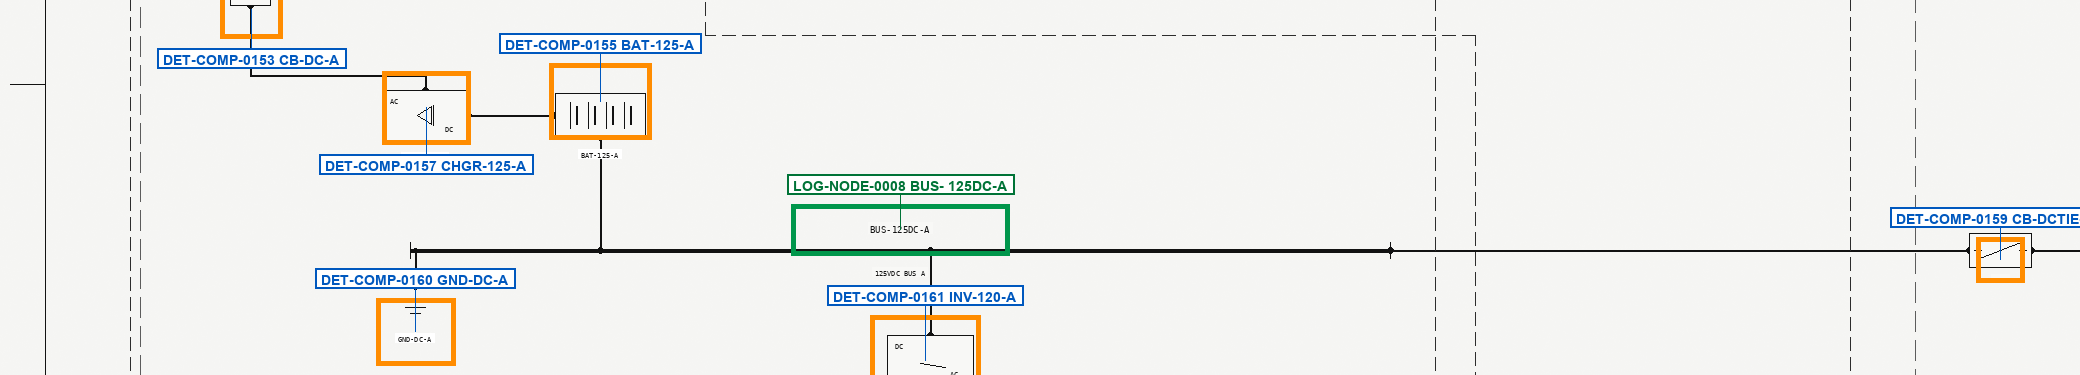 DET-COMP-0155 BAT-125-A
DET-COMP-0153 CB-DC-A
AC
DC
BAT-125-A
DET-COMP-0157 CHGR-125-A
LOG-NODE-0008 BUS- 125DC-A
DET-COMP-0159 CB-DCTIE
BUS-125DC-A
125VDC BUS A
DET-COMP-0160 GND-DC-A
DET-COMP-0161 INV-120-A
GND-DC-A
DC
AC